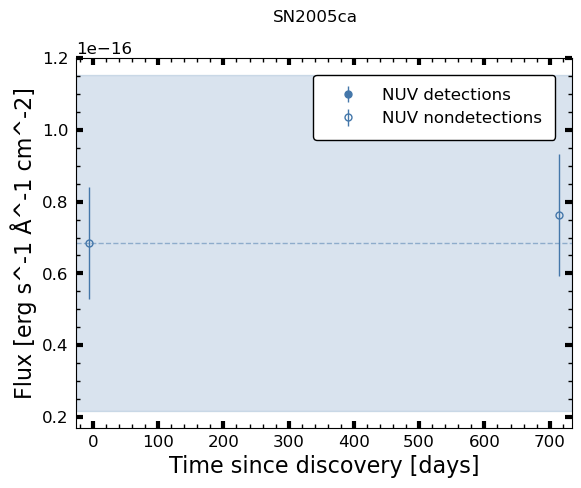 SN2005ca
1e−16
1.2
1.0
0.8
0.6
0.4
0.2
Flux [erg s^-1 Å^-1 cm^-2]
NUV detections
NUV nondetections
0 100 200 300 400 500 600 700
Time since discovery [days]